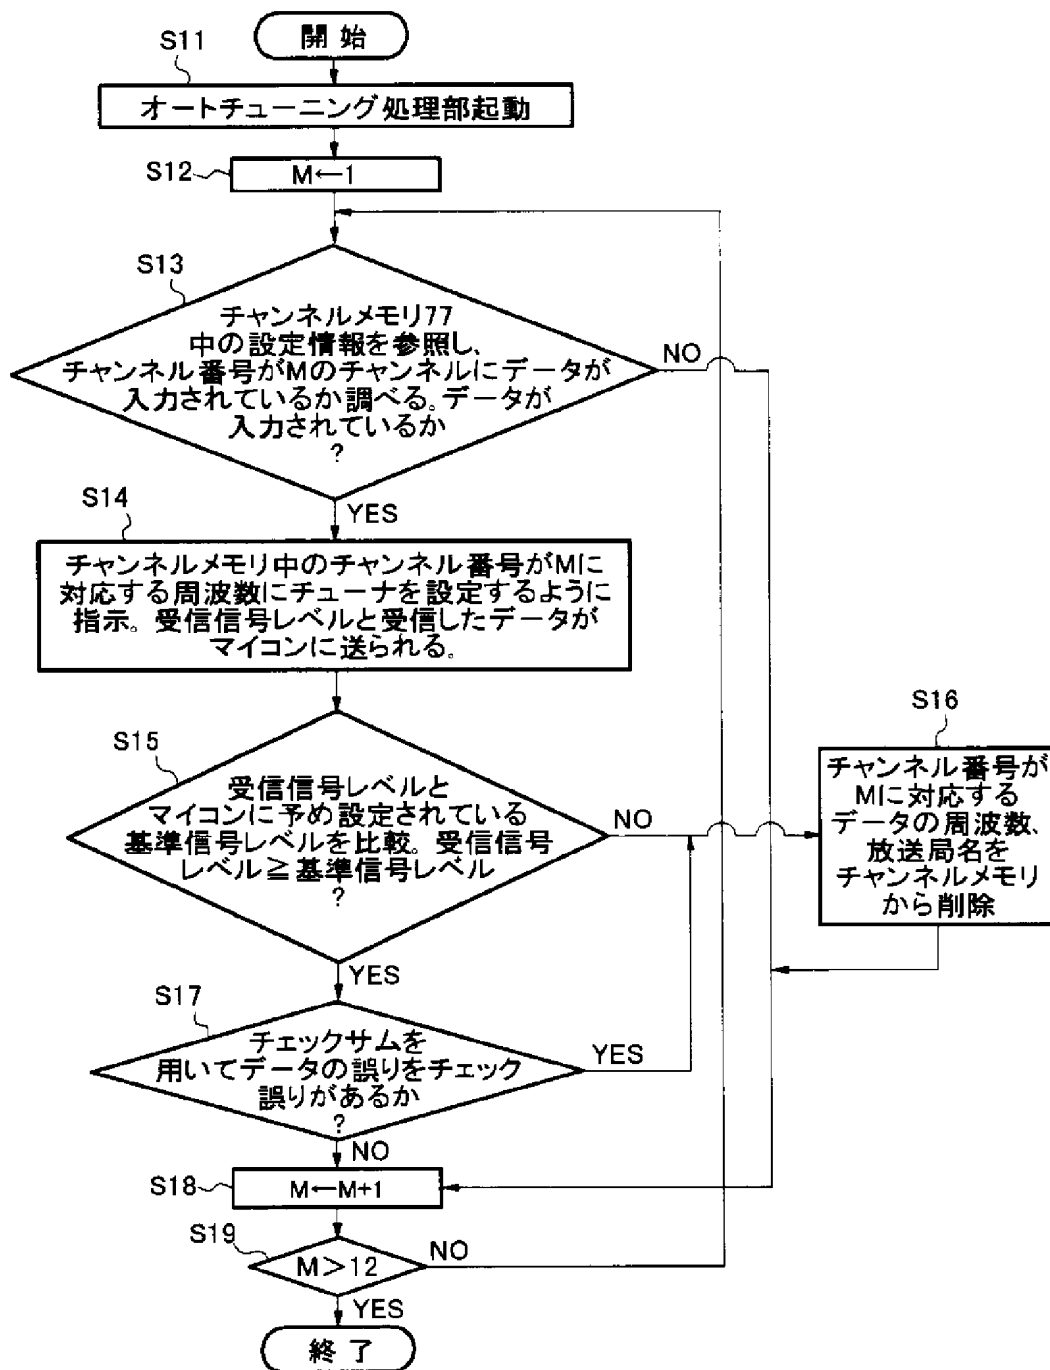 開始
S11
オートチューニング処理部起動
S12
M←1
S13
チャンネルメモリ77
中の設定情報を参照し、
チャンネル番号がMのチャンネルにデータが
入力されているか調べる。データが
入力されているか
?
NO
YES
S14
チャンネルメモリ中のチャンネル番号がMに
対応する周波数にチューナを設定するように
指示。受信信号レベルと受信したデータが
マイコンに送られる。
S15
受信信号レベルと
マイコンに予め設定されている
基準信号レベルを比較。受信信号
レベル≧基準信号レベル
?
NO
YES
S16
チャンネル番号が
Mに対応する
データの周波数、
放送局名を
チャンネルメモリ
から削除
S17
チェックサムを
用いてデータの誤りをチェック
誤りがあるか
?
YES
NO
S18
M←M+1
S19
M>12
NO
YES
終了